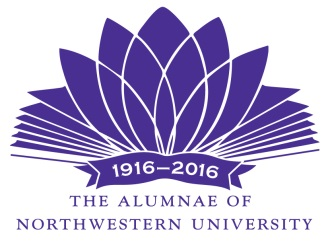 1916–2016
THE ALUMNAE OF
NORTHWESTERN UNIVERSITY